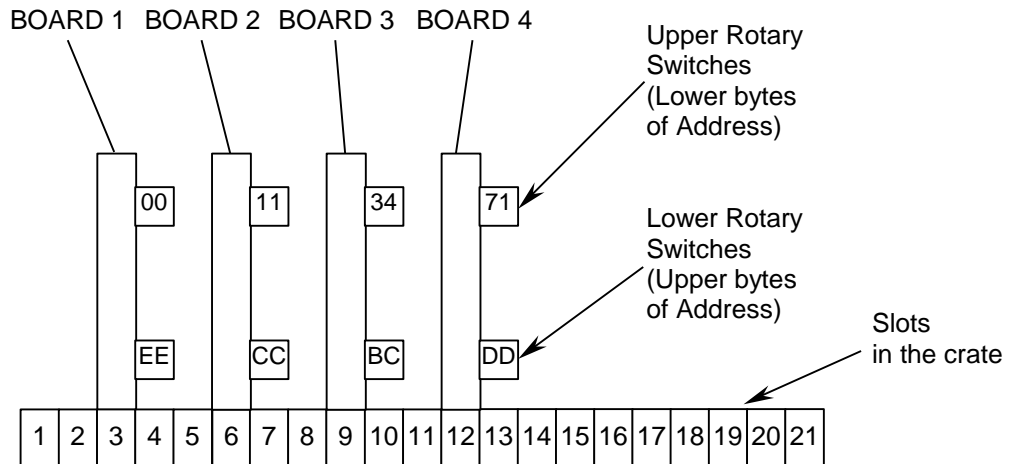 BOARD 1 BOARD 2 BOARD 3 BOARD 4
Upper Rotary
Switches
(Lower bytes
of Address)
00 11 34 71
Lower Rotary
Switches
(Upper bytes
of Address)
Slots
in the crate
EE CC BC DD
1 2 3 4 5 6 7 8 9 10 11 12 13 14 15 16 17 18 19 20 21